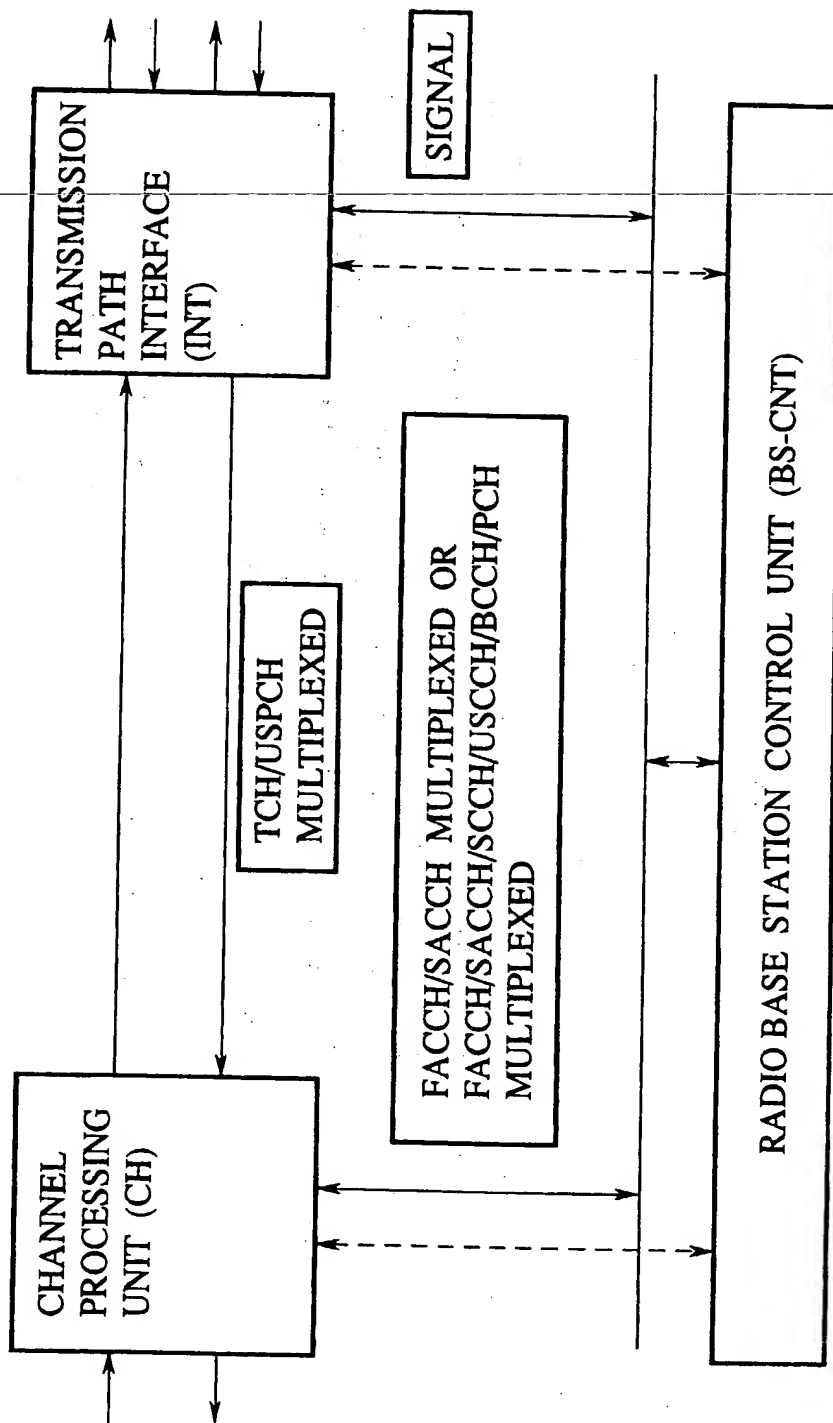 CHANNEL
PROCESSING
UNIT (CH)
TRANSMISSION
PATH
INTERFACE
(INT)
TCH/USPCH
MULTIPLEXED
SIGNAL
FACCH/SACCH MULTIPLEXED OR
FACCH/SACCH/SCCH/USCCH/BCCH/PCH
MULTIPLEXED
RADIO BASE STATION CONTROL UNIT (BS-CNT)